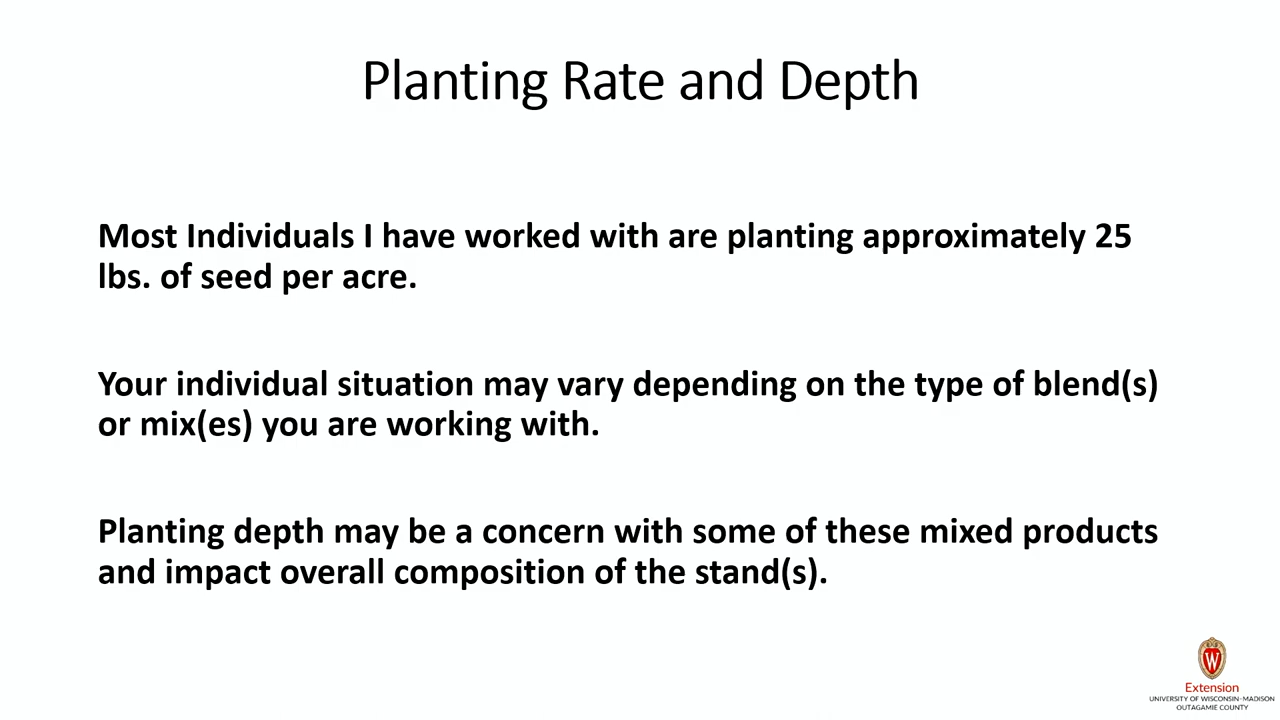 Planting Rate and Depth
Most Individuals I have worked with are planting approximately 25
lbs. of seed per acre.
Your individual situation may vary depending on the type of blend(s)
or mix(es) you are working with.
Planting depth may be a concern with some of these mixed products
and impact overall composition of the stand(s).
W
Extension
UNIVERSITY OF WISCONSIN-MADISON
OUTAGAMIE COUNTY